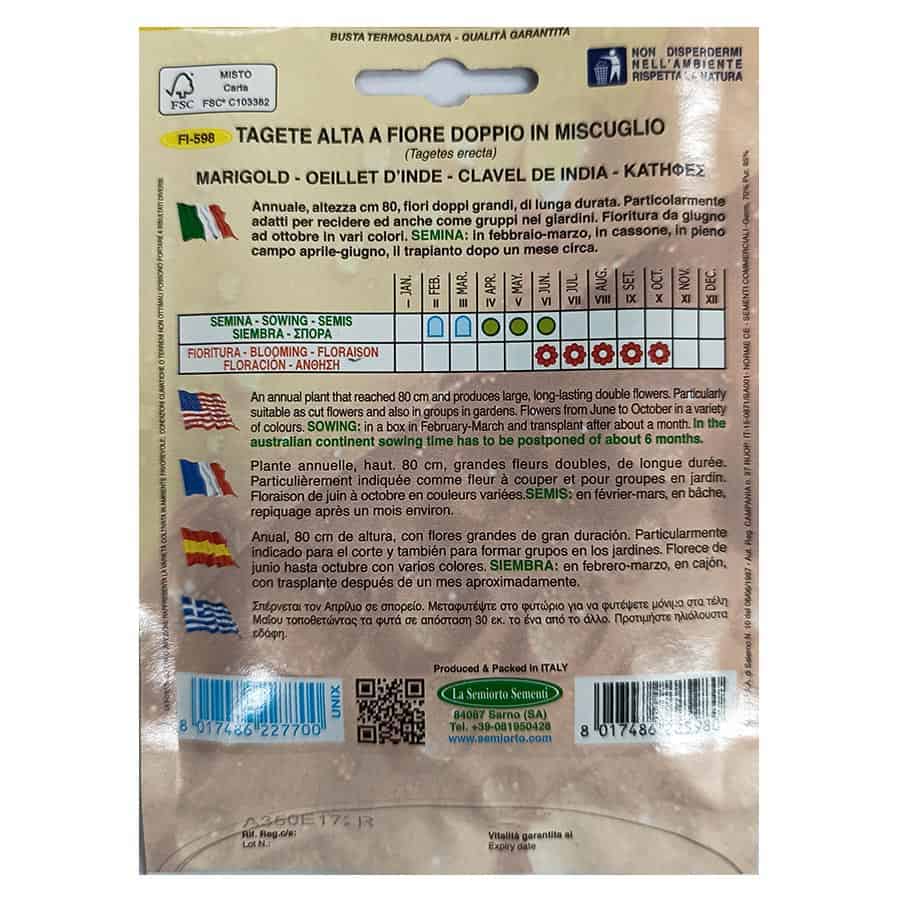 BUSTA TERMOSALDATA - QUALITÀ GARANTITA
FSC
MISTO
Carta
FSC® C103382
NON DISPERDERMI
NELL'AMBIENTE
RISPETTA LA NATURA
FI-598
TAGETE ALTA A FIORE DOPPIO IN MISCUGLIO
(Tagetes erecta)
MARIGOLD - OEILLET D'INDE - CLAVEL DE INDIA - ΚΑΤΗΦΕΣ
Annuale, altezza cm 80, fiori doppi grandi, di lunga durata. Particolarmente
adatti per recidere ed anche come gruppi nei giardini. Fioritura da giugno
ad ottobre in vari colori. SEMINA: in febbraio-marzo, in cassone, in pieno
campo aprile-giugno, il trapianto dopo un mese circa.
I - JAN.
II FEB.
III MAR.
IV APR.
V MAY.
VI JUN.
VII JUL.
VIII AUG.
IX SET.
X OCT.
XI NOV.
XII DEC.
SEMINA - SOWING - SEMIS
SIEMBRA - ΣΠΟΡΑ
FIORITURA - BLOOMING - FLORAISON
FLORACIÓN - ΑΝΘΗΣΗ
An annual plant that reached 80 cm and produces large, long-lasting double flowers. Particularly
suitable as cut flowers and also in groups in gardens. Flowers from June to October in a variety
of colours. SOWING: in a box in February-March and transplant after about a month. In the
australian continent sowing time has to be postponed of about 6 months.
Plante annuelle, haut. 80 cm, grandes fleurs doubles, de longue durée.
Particulièrement indiquée comme fleur à couper et pour groupes en jardin.
Floraison de juin à octobre en couleurs variées.SEMIS: en février-mars, en bâche,
repiquage après un mois environ.
Anual, 80 cm de altura, con flores grandes de gran duración. Particularmente
indicado para el corte y también para formar grupos en los jardines. Florece de
junio hasta octubre con varios colores. SIEMBRA: en febrero-marzo, en cajón,
con trasplante después de un mes aproximadamente.
Σπέρνεται τον Απρίλιο σε σπορείο. Μεταφυτέψτε στο φυτώριο για να φυτέψετε μόνιμα στα τέλη
Μαΐου τοποθετώντας τα φυτά σε απόσταση 30 εκ. το ένα από το άλλο. Προτιμήστε ηλιόλουστα
εδάφη.
Produced & Packed in ITALY
La Semiorto Sementi
84087 Sarno (SA)
Tel. +39-081950428
www.semiorto.com
8 017486 227700
UNIX
8 017486
Rif. Reg.c/e:
Lot N.:
Vitalità garantita al
Expiry date